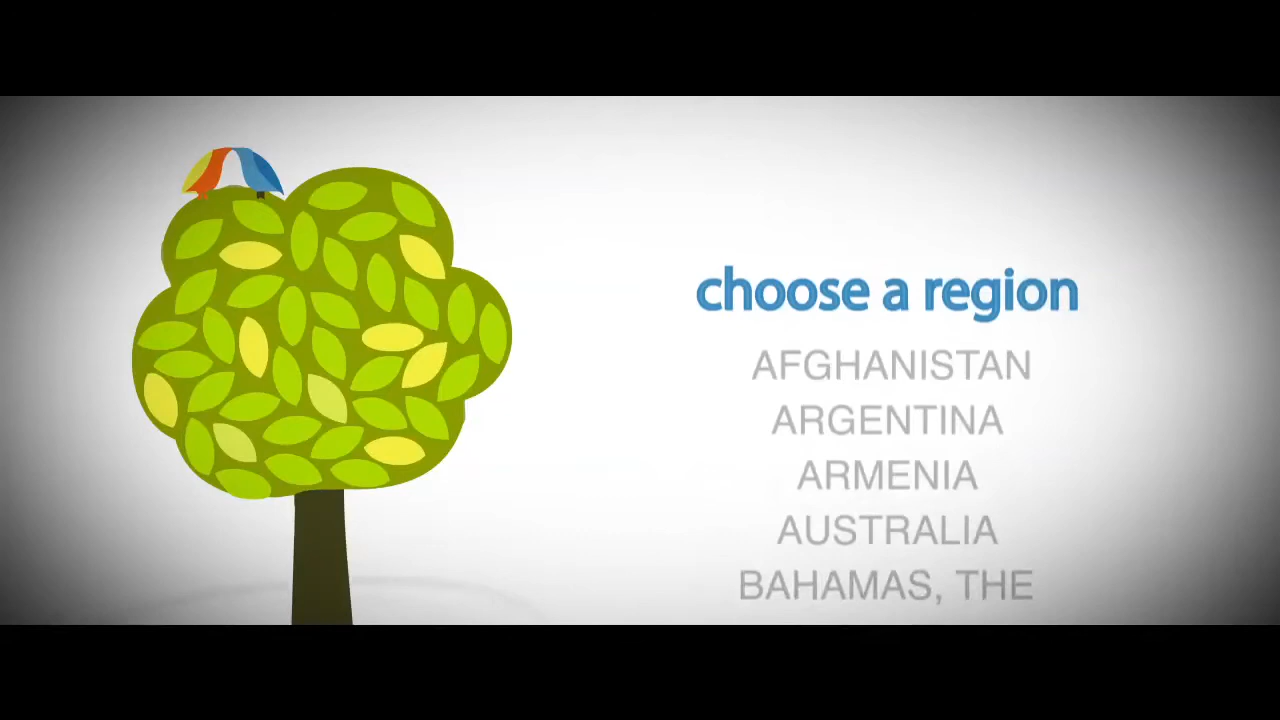 choose a region
AFGHANISTAN
ARGENTINA
ARMENIA
AUSTRALIA
BAHAMAS, THE